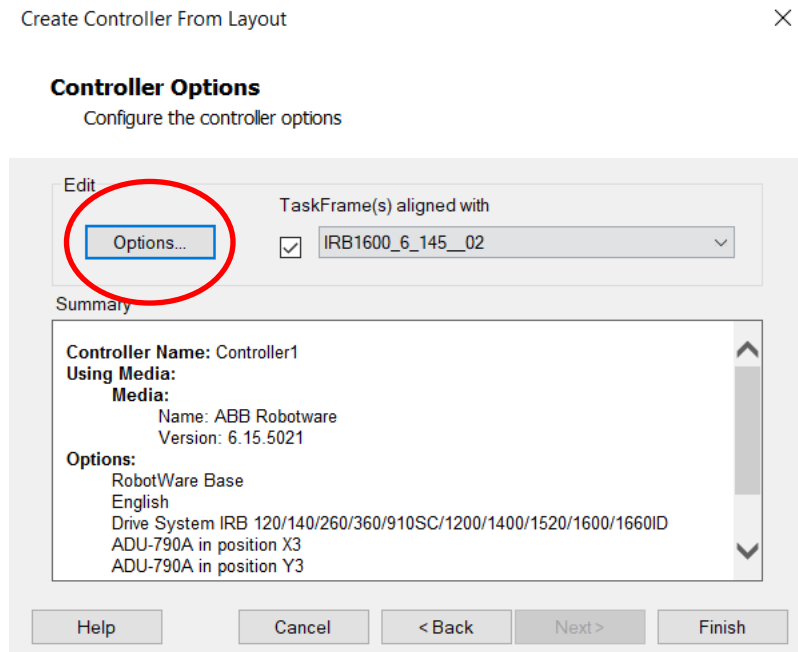 Create Controller From Layout
Controller Options
Configure the controller options
Edit
Options...
TaskFrame(s) aligned with
IRB1600_6_145__02
Summary
Controller Name: Controller1
Using Media:
Media:
Name: ABB Robotware
Version: 6.15.5021
Options:
RobotWare Base
English
Drive System IRB 120/140/260/360/910SC/1200/1400/1520/1600/1660ID
ADU-790A in position X3
ADU-790A in position Y3
Help Cancel < Back Next > Finish